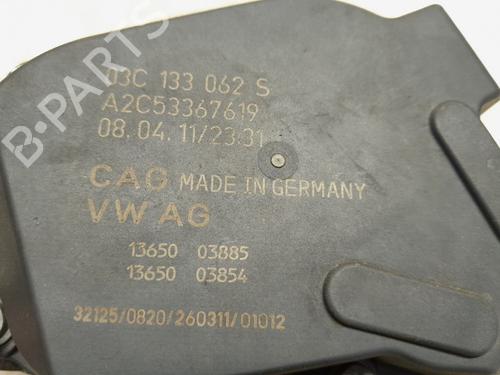 03C 133 062 S
A2C53367619
08.04.11/23:31
CAG MADE IN GERMANY
VW AG
13650 03885
13650 03854
32125/0820/260311/01012